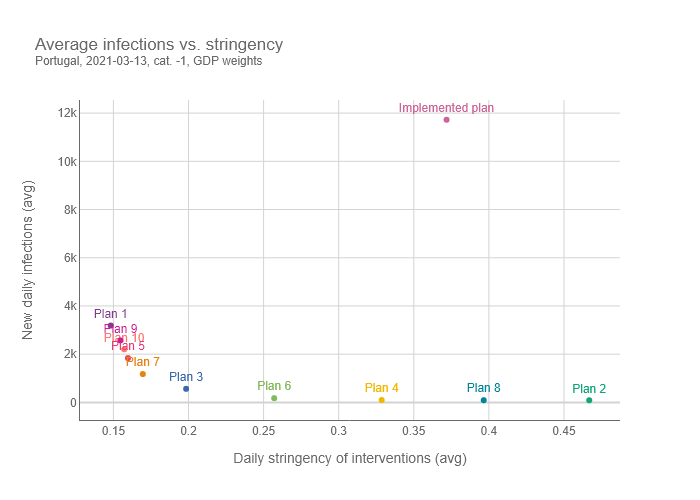 Average infections vs. stringency
Portugal, 2021-03-13, cat. -1, GDP weights
New daily infections (avg)
12k
10k
8k
6k
4k
2k
0
Implemented plan
Plan 1
Plan 9
Plan 10
Plan 5
Plan 7
Plan 3
Plan 6
Plan 4
Plan 8
Plan 2
0.15
0.2
0.25
0.3
0.35
0.4
0.45
Daily stringency of interventions (avg)